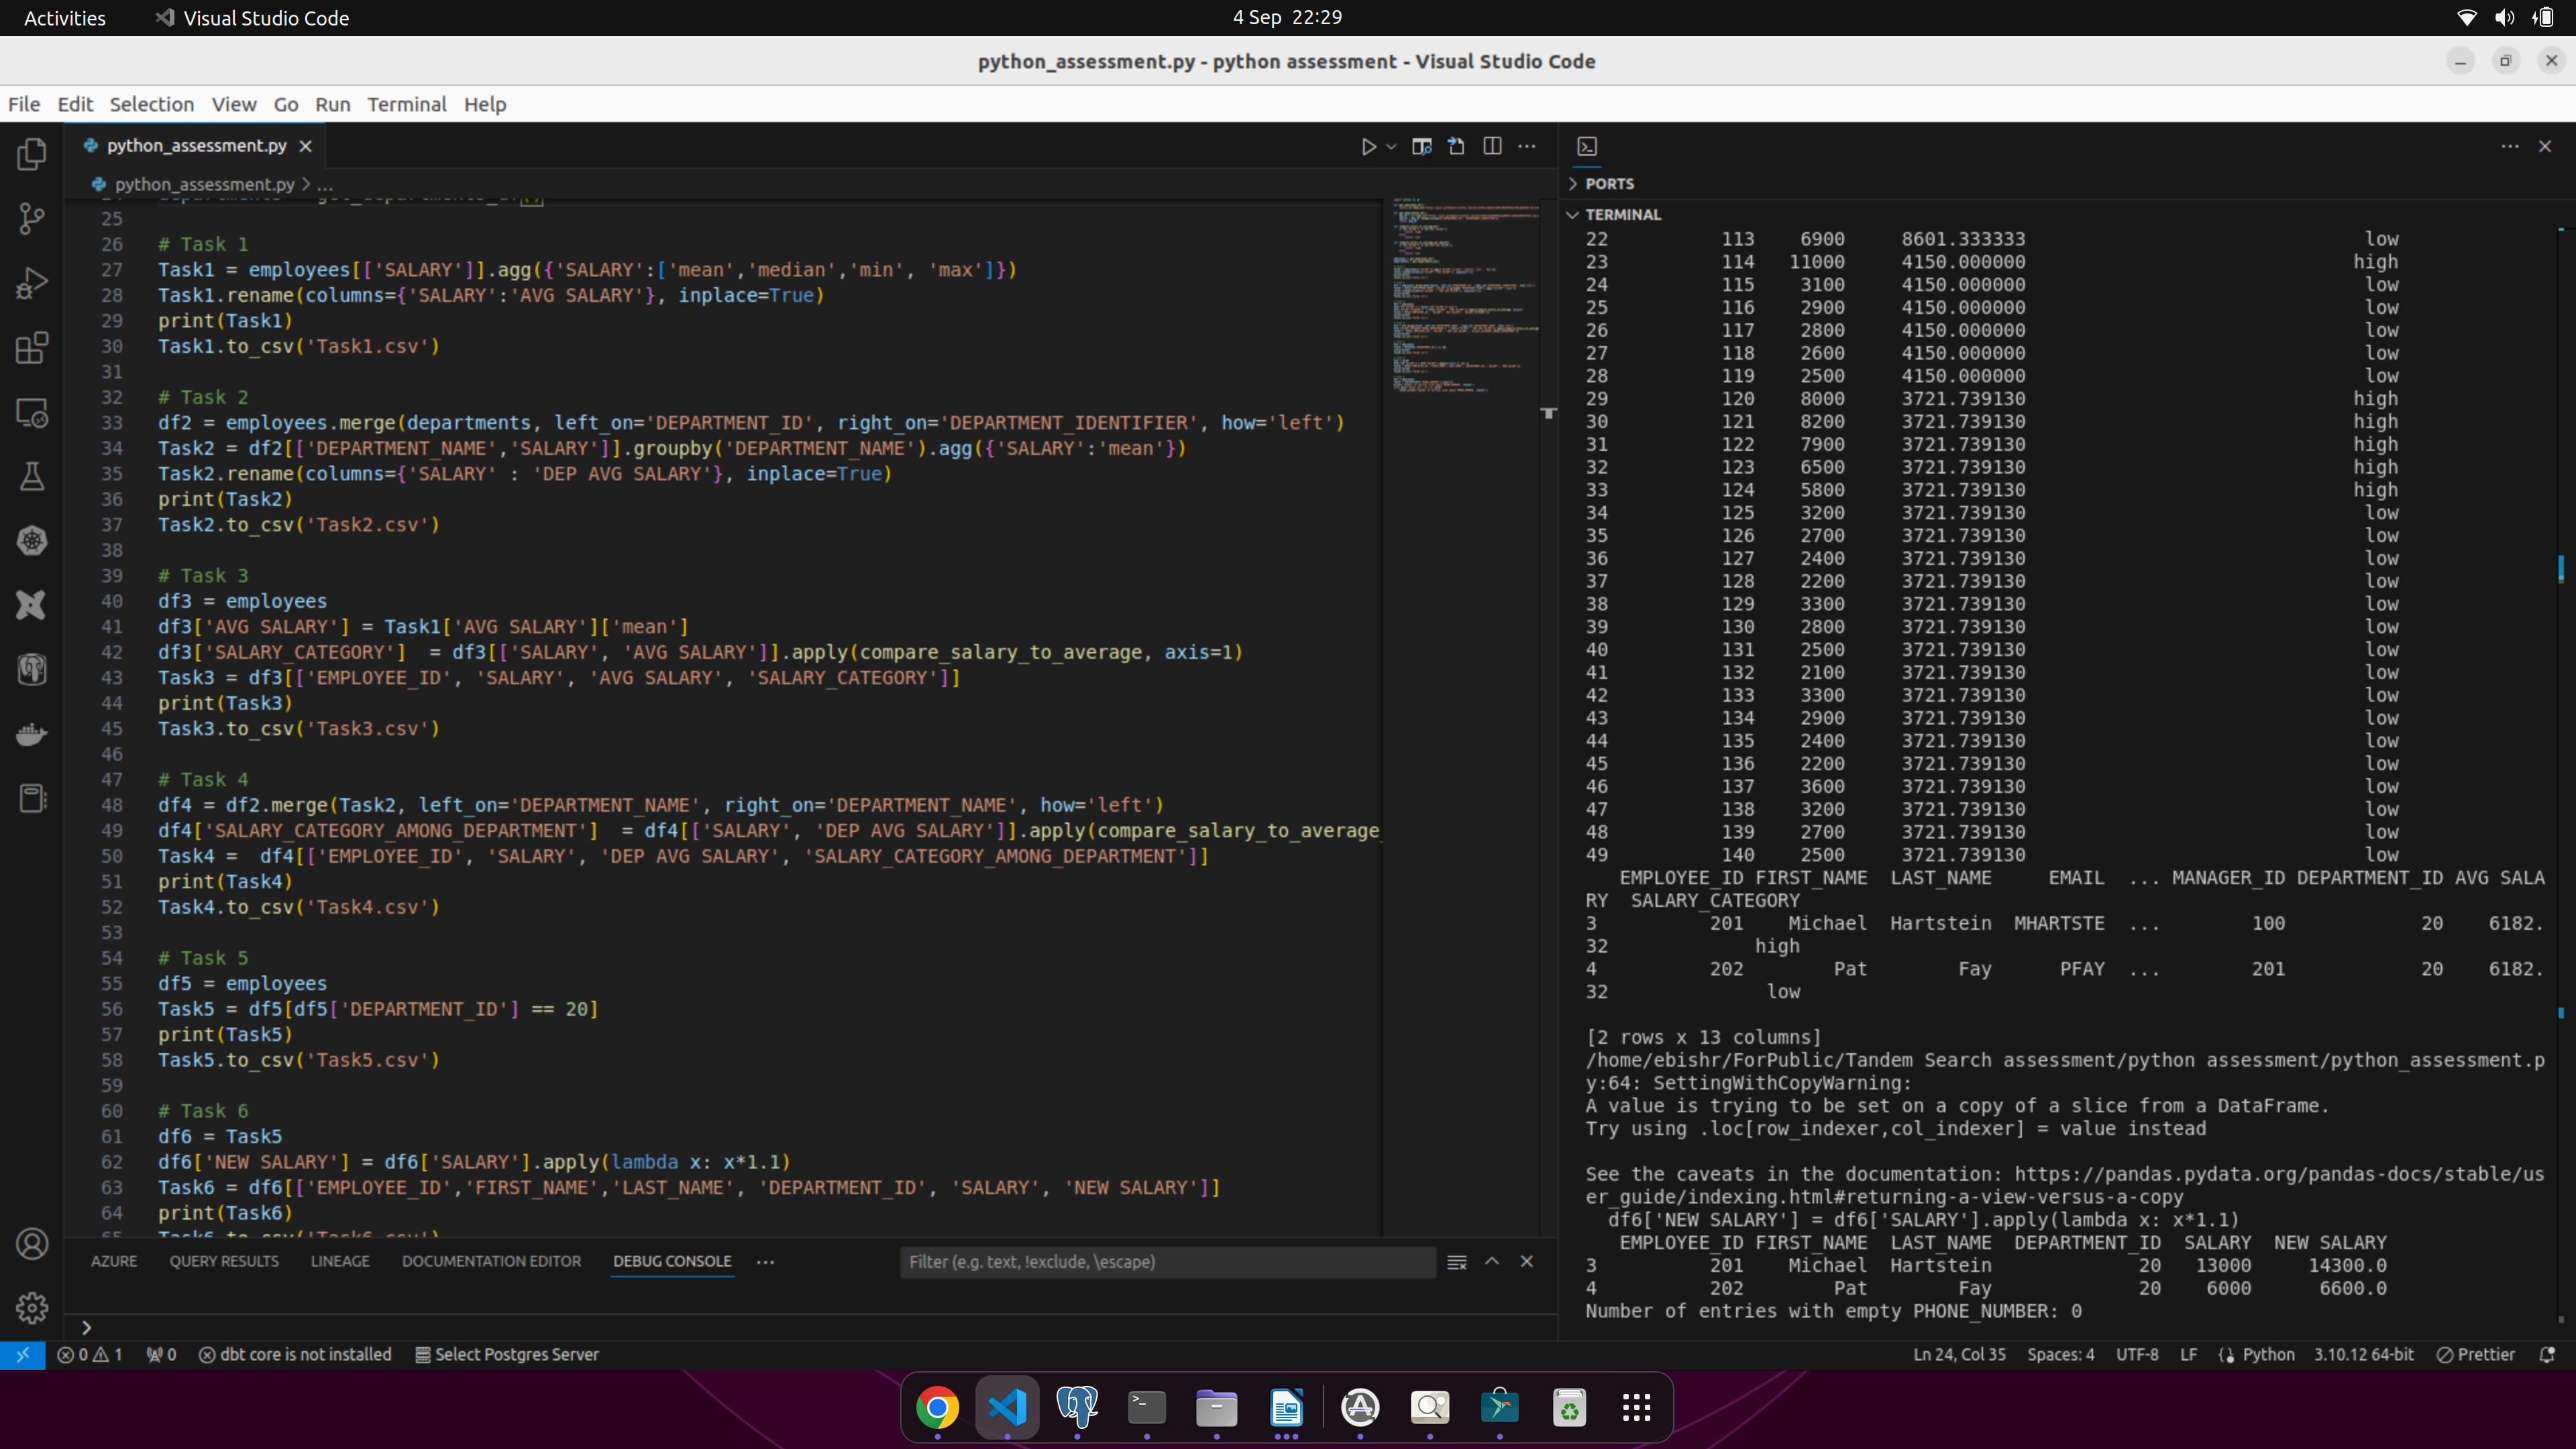 Activities
Visual Studio Code
4 Sep 22:29
python_assessment.py - python assessment - Visual Studio Code
File Edit Selection View Go Run Terminal Help
python_assessment.py
python_assessment.py > ...
25
26 # Task 1
27 Task1 = employees[['SALARY']].agg({'SALARY':['mean','median','min', 'max']})
28 Task1.rename(columns={'SALARY':'AVG SALARY'}, inplace=True)
29 print(Task1)
30 Task1.to_csv('Task1.csv')
31
32 # Task 2
33 df2 = employees.merge(departments, left_on='DEPARTMENT_ID', right_on='DEPARTMENT_IDENTIFIER', how='left')
34 Task2 = df2[['DEPARTMENT_NAME','SALARY']].groupby('DEPARTMENT_NAME').agg({'SALARY':'mean'})
35 Task2.rename(columns={'SALARY' : 'DEP AVG SALARY'}, inplace=True)
36 print(Task2)
37 Task2.to_csv('Task2.csv')
38
39 # Task 3
40 df3 = employees
41 df3['AVG SALARY'] = Task1['AVG SALARY']['mean']
42 df3['SALARY_CATEGORY']  = df3[['SALARY', 'AVG SALARY']].apply(compare_salary_to_average, axis=1)
43 Task3 = df3[['EMPLOYEE_ID', 'SALARY', 'AVG SALARY', 'SALARY_CATEGORY']]
44 print(Task3)
45 Task3.to_csv('Task3.csv')
46
47 # Task 4
48 df4 = df2.merge(Task2, left_on='DEPARTMENT_NAME', right_on='DEPARTMENT_NAME', how='left')
49 df4['SALARY_CATEGORY_AMONG_DEPARTMENT']  = df4[['SALARY', 'DEP AVG SALARY']].apply(compare_salary_to_average_
50 Task4 =  df4[['EMPLOYEE_ID', 'SALARY', 'DEP AVG SALARY', 'SALARY_CATEGORY_AMONG_DEPARTMENT']]
51 print(Task4)
52 Task4.to_csv('Task4.csv')
53
54 # Task 5
55 df5 = employees
56 Task5 = df5[df5['DEPARTMENT_ID'] == 20]
57 print(Task5)
58 Task5.to_csv('Task5.csv')
59
60 # Task 6
61 df6 = Task5
62 df6['NEW SALARY'] = df6['SALARY'].apply(lambda x: x*1.1)
63 Task6 = df6[['EMPLOYEE_ID','FIRST_NAME','LAST_NAME', 'DEPARTMENT_ID', 'SALARY', 'NEW SALARY']]
64 print(Task6)
65 Task6.to_csv('Task6.csv')
AZURE QUERY RESULTS LINEAGE DOCUMENTATION EDITOR DEBUG CONSOLE ...
Filter (e.g. text, !exclude, \escape)
>
PORTS
TERMINAL
22 113 6900 8601.333333 low
23 114 11000 4150.000000 high
24 115 3100 4150.000000 low
25 116 2900 4150.000000 low
26 117 2800 4150.000000 low
27 118 2600 4150.000000 low
28 119 2500 4150.000000 low
29 120 8000 3721.739130 high
30 121 8200 3721.739130 high
31 122 7900 3721.739130 high
32 123 6500 3721.739130 high
33 124 5800 3721.739130 high
34 125 3200 3721.739130 low
35 126 2700 3721.739130 low
36 127 2400 3721.739130 low
37 128 2200 3721.739130 low
38 129 3300 3721.739130 low
39 130 2800 3721.739130 low
40 131 2500 3721.739130 low
41 132 2100 3721.739130 low
42 133 3300 3721.739130 low
43 134 2900 3721.739130 low
44 135 2400 3721.739130 low
45 136 2200 3721.739130 low
46 137 3600 3721.739130 low
47 138 3200 3721.739130 low
48 139 2700 3721.739130 low
49 140 2500 3721.739130 low
EMPLOYEE_ID FIRST_NAME LAST_NAME EMAIL ... MANAGER_ID DEPARTMENT_ID AVG SALA
RY SALARY_CATEGORY
3 201 Michael Hartstein MHARTSTE ... 100 20 6182.
32 high
4 202 Pat Fay PFAY ... 201 20 6182.
32 low
[2 rows x 13 columns]
/home/ebishr/ForPublic/Tandem Search assessment/python assessment/python_assessment.p
y:64: SettingWithCopyWarning:
A value is trying to be set on a copy of a slice from a DataFrame.
Try using .loc[row_indexer,col_indexer] = value instead
See the caveats in the documentation: https://pandas.pydata.org/pandas-docs/stable/us
er_guide/indexing.html#returning-a-view-versus-a-copy
df6['NEW SALARY'] = df6['SALARY'].apply(lambda x: x*1.1)
EMPLOYEE_ID FIRST_NAME LAST_NAME DEPARTMENT_ID SALARY NEW SALARY
3 201 Michael Hartstein 20 13000 14300.0
4 202 Pat Fay 20 6000 6600.0
Number of entries with empty PHONE_NUMBER: 0
0 1 0 dbt core is not installed Select Postgres Server
Ln 24, Col 35 Spaces: 4 UTF-8 LF Python 3.10.12 64-bit Prettier